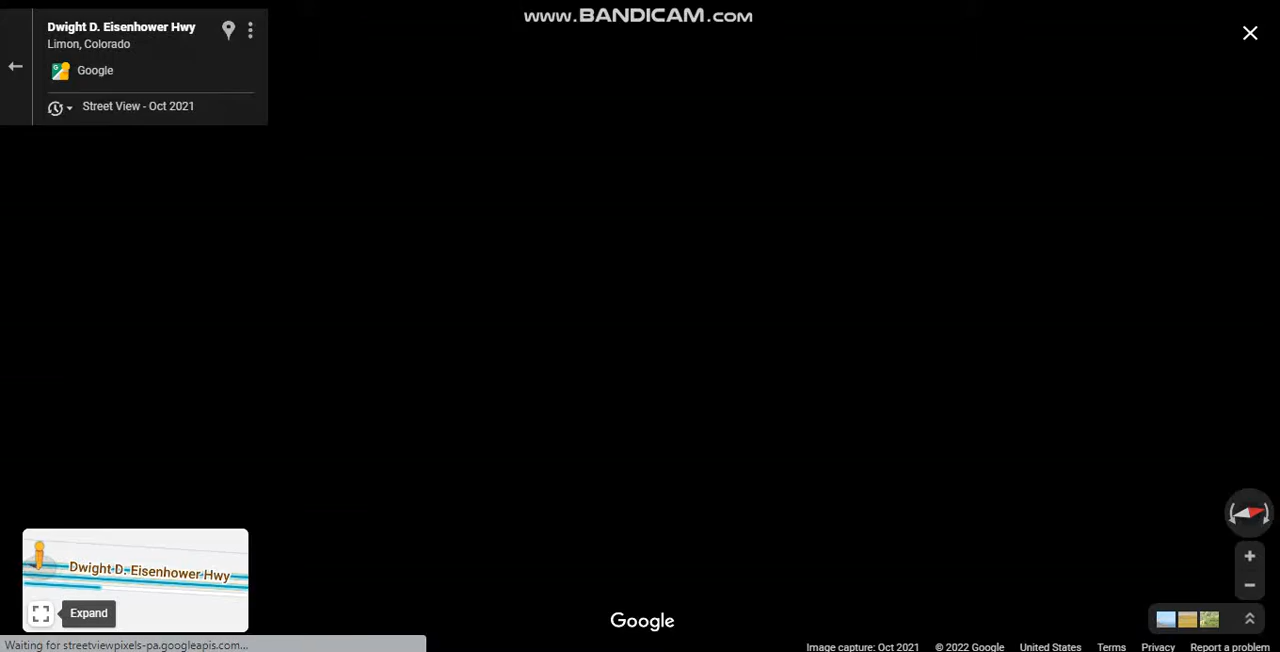 www.BANDICAM.com
Dwight D. Eisenhower Hwy
Limon, Colorado
Google
Street View - Oct 2021
Dwight D. Eisenhower Hwy
Expand
Google
Waiting for streetviewpixels-pa.googleapis.com...
Image capture: Oct 2021 © 2022 Google United States Terms Privacy Report a problem